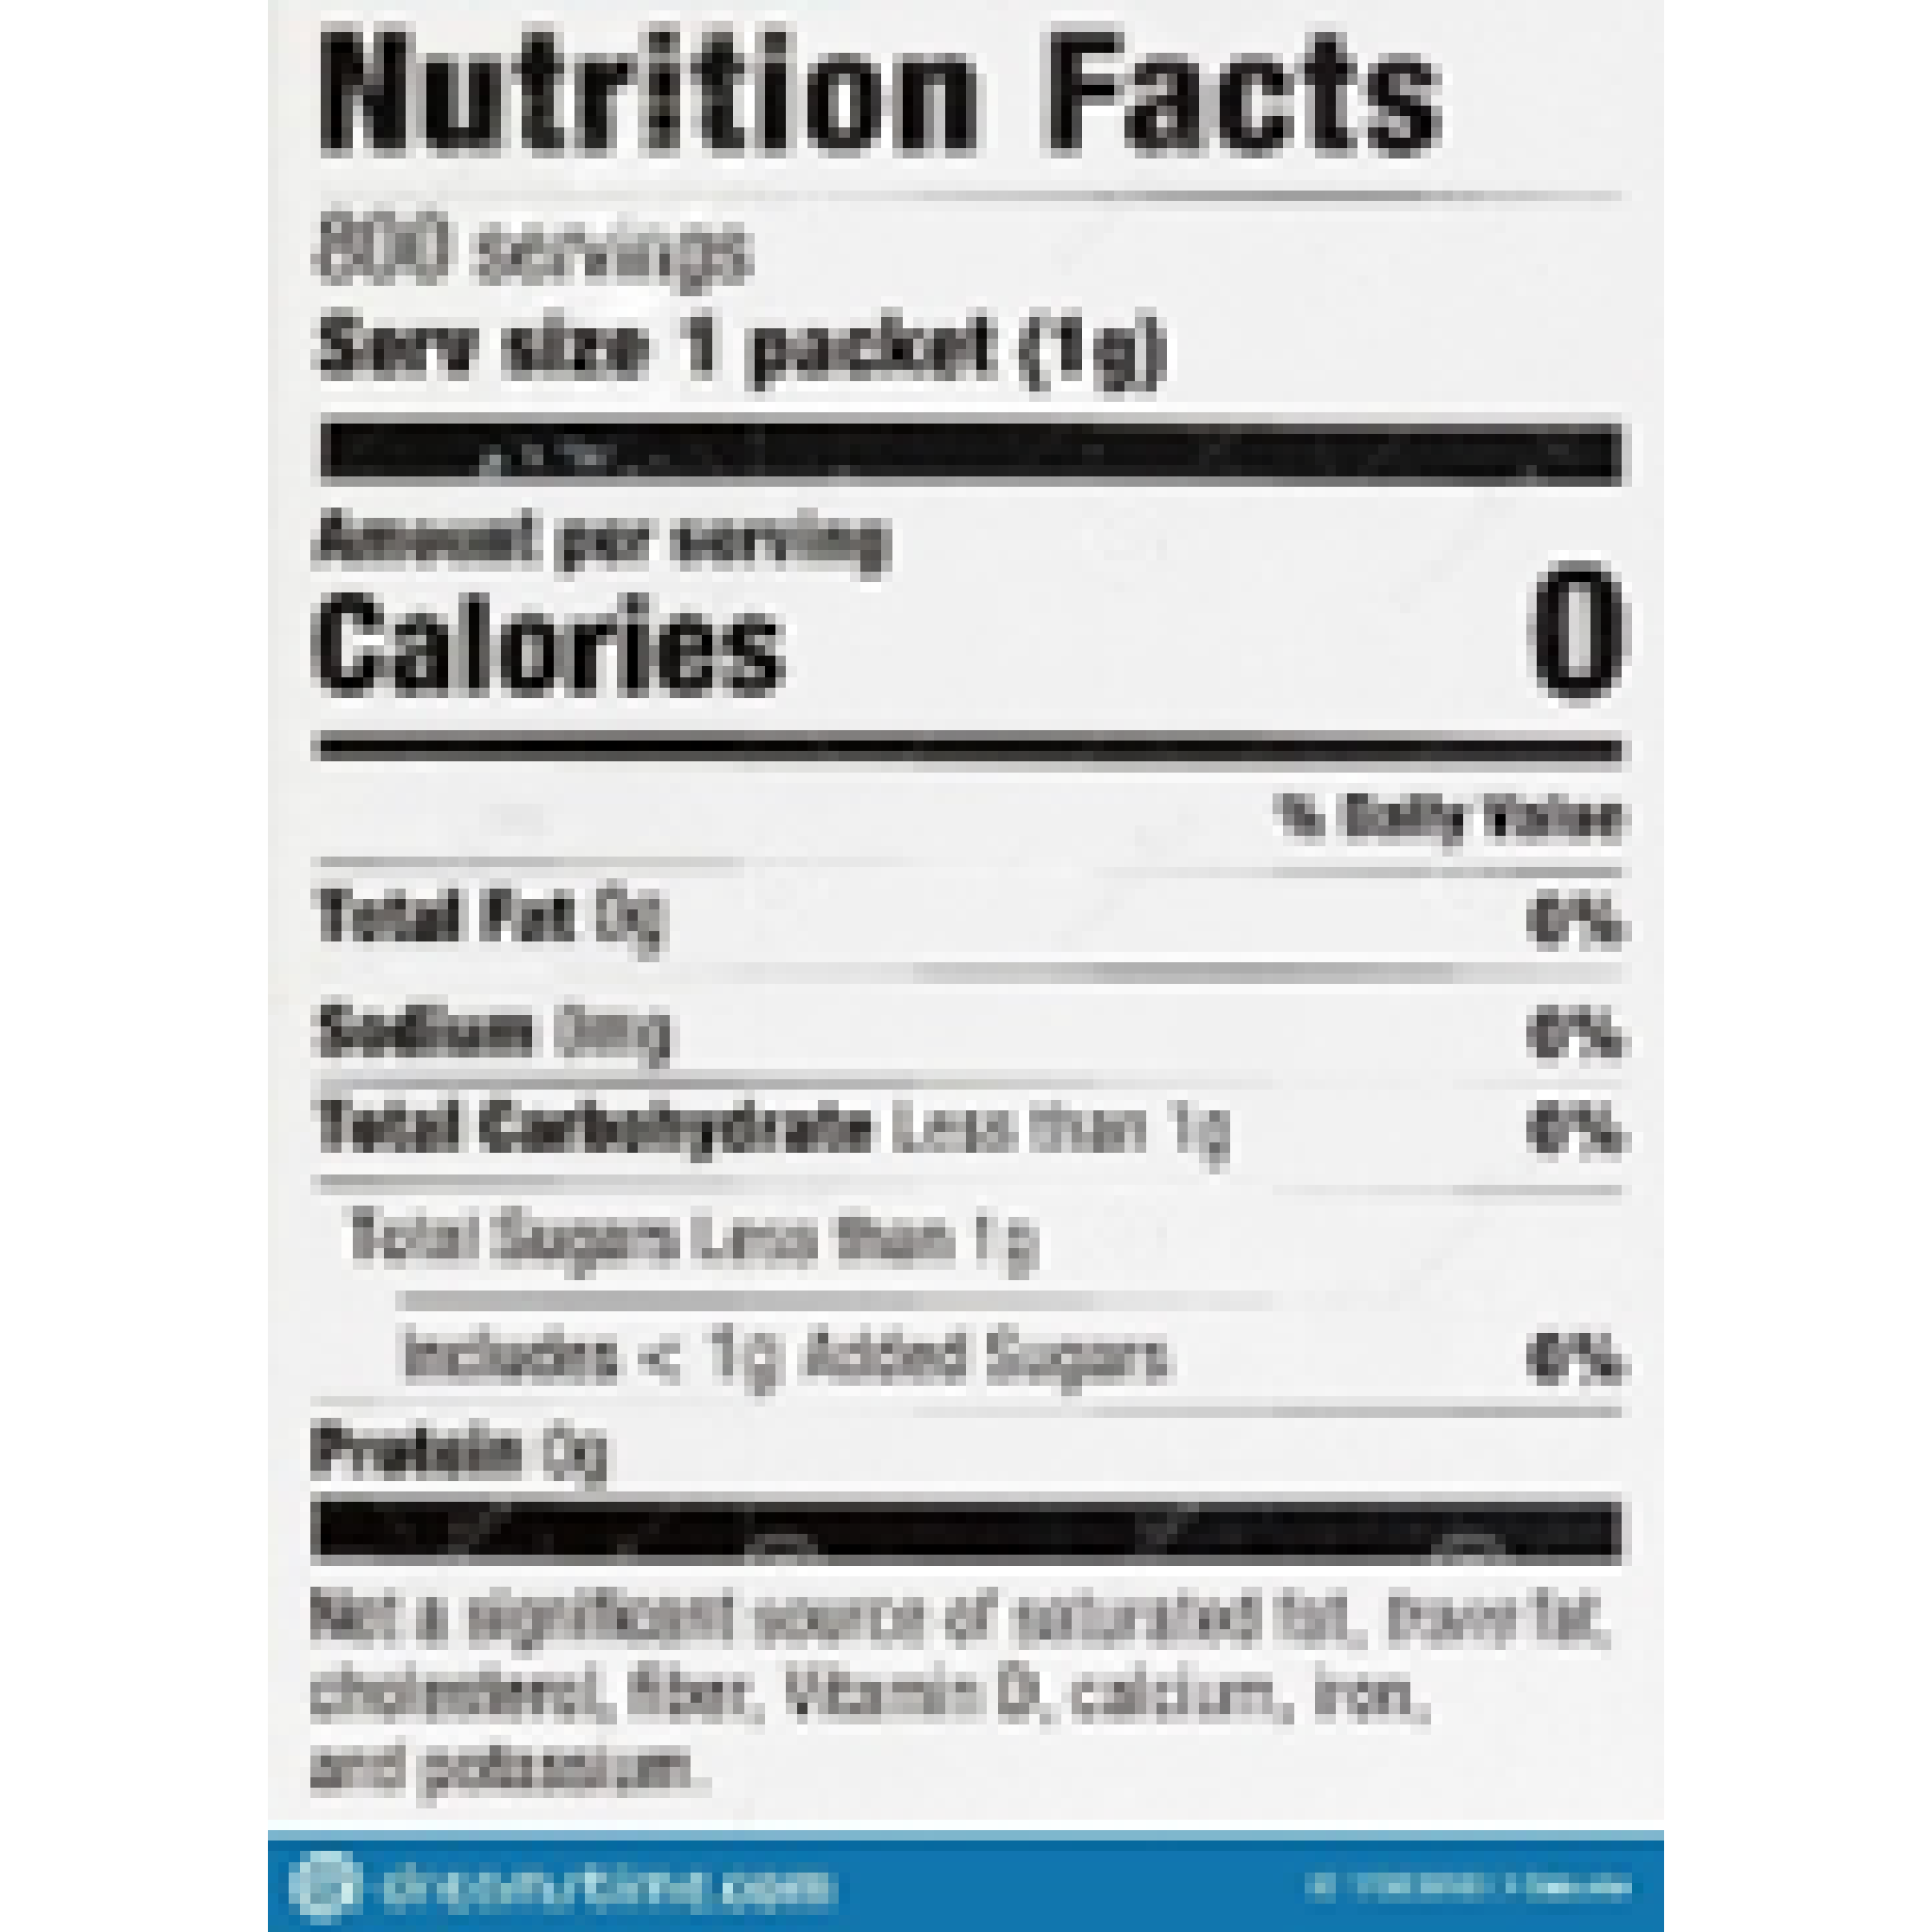 Nutrition Facts
800 servings
Serv size 1 packet (1g)
Amount per serving
Calories 0
% Daily Value
Total Fat 0g 0%
Sodium 0mg 0%
Total Carbohydrate Less than 1g 0%
Total Sugars Less than 1g
Includes < 1g Added Sugars 0%
Protein 0g
Not a significant source of saturated fat, fat,
cholesterol, fiber, Vitamin D, calcium, iron,
and potassium.
dreamstime.com